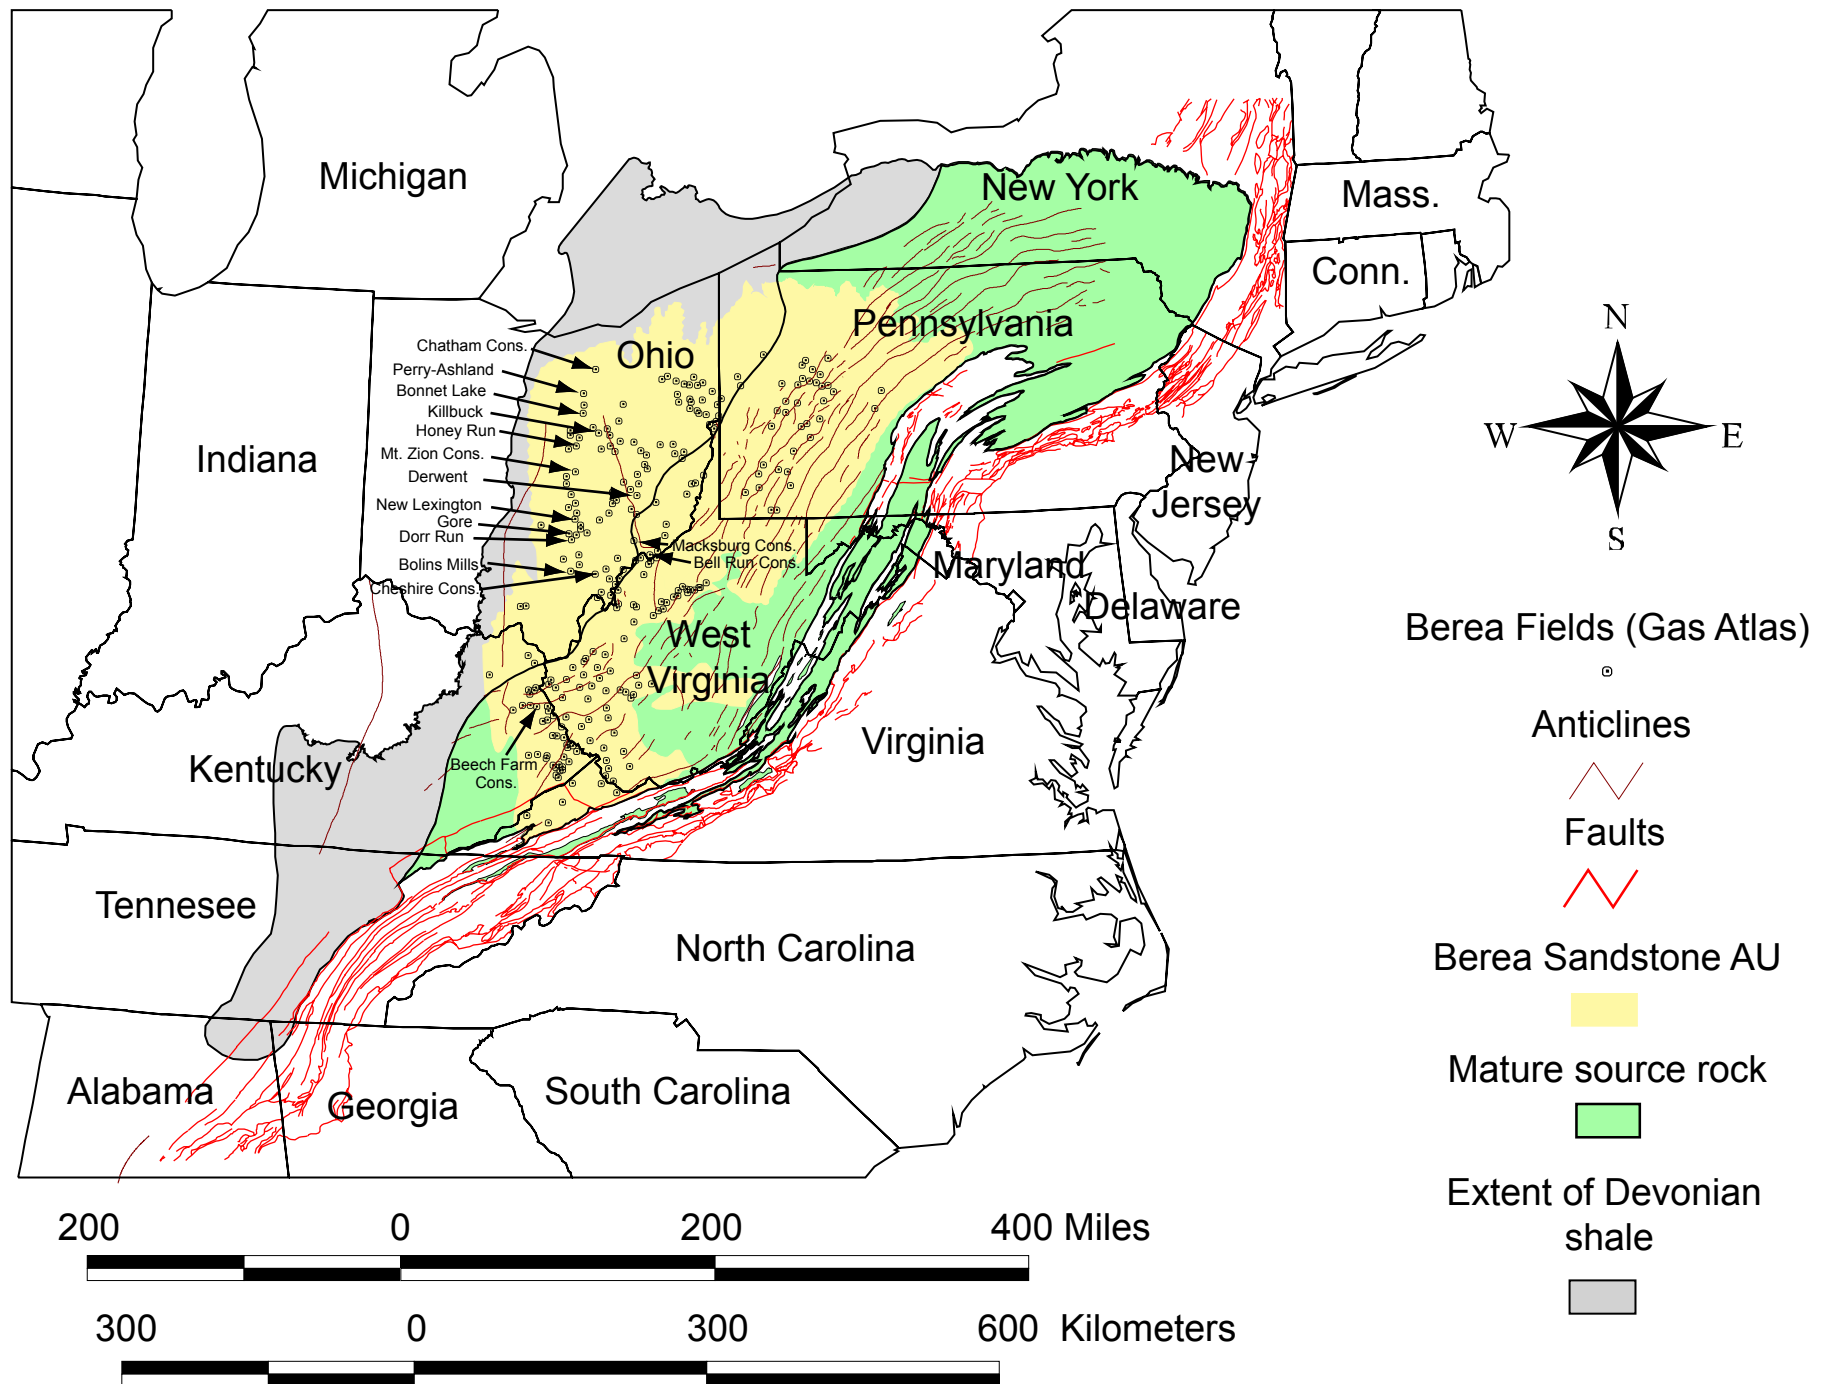 Michigan
New York
Mass.
Conn.
Pennsylvania
Ohio
Chatham Cons.
Perry-Ashland
Bonnet Lake
Killbuck
Honey Run
Mt. Zion Cons.
Derwent
New Lexington
Gore
Dorr Run
Bolins Mills
Cheshire Cons.
Macksburg Cons.
Bell Run Cons.
Indiana
New
Jersey
Maryland
Delaware
West
Virginia
Virginia
Kentucky
Beech Farm
Cons.
Tennesee
North Carolina
Alabama
Georgia
South Carolina
N
W
E
S
Berea Fields (Gas Atlas)
Anticlines
Faults
Berea Sandstone AU
Mature source rock
Extent of Devonian
shale
200 0 200 400 Miles
300 0 300 600 Kilometers